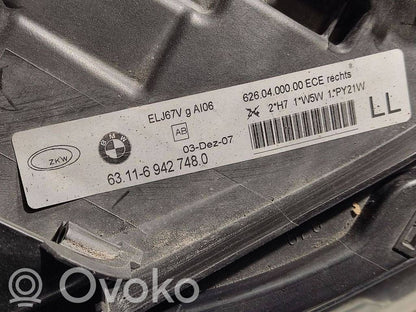 ELJ67V g AI06
626.04.000.00 ECE rechts
AB
2*H7 1*W5W 1*PY21W
LL
03-Dez-07
ZKW
BMW
63.11-6 942 748.0
Ovoko